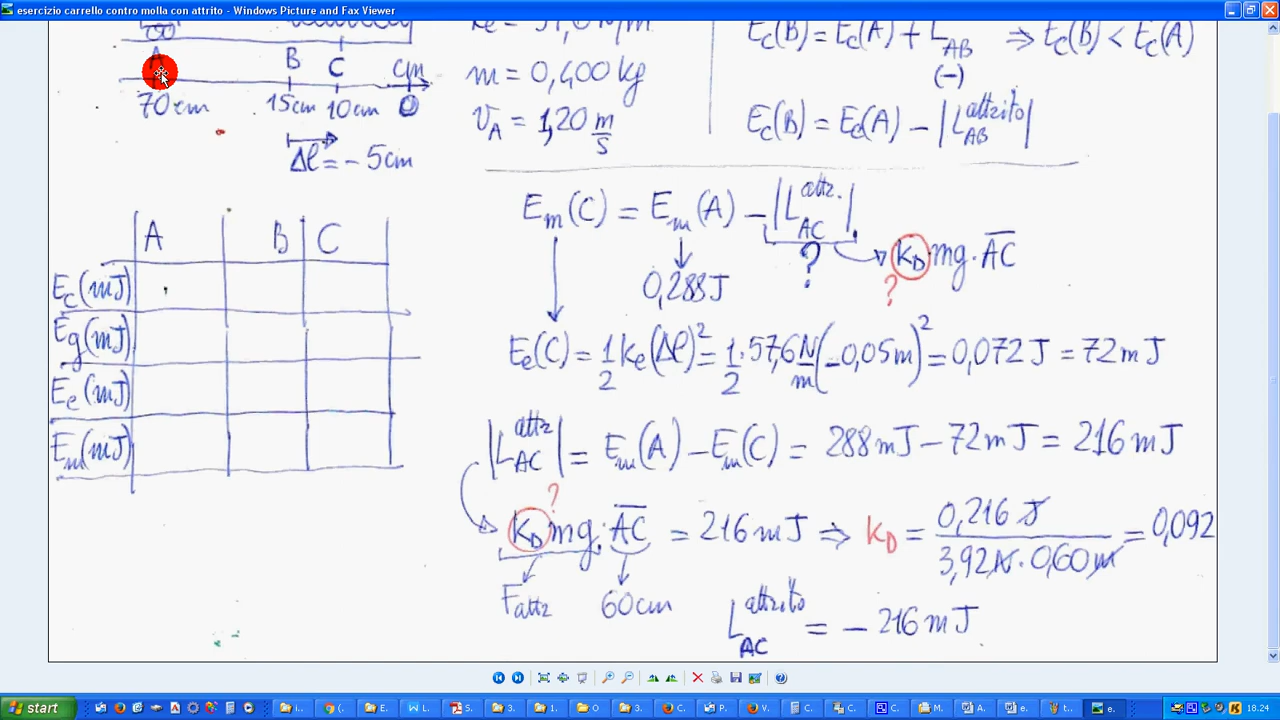 esercizio carrello contro molla con attrito - Windows Picture and Fax Viewer
A B C cm
70 cm 15cm 10cm 0
Δl = - 5cm
m = 0,400 kg
v_A = 1,20 m/s
E_c(B) = E_c(A) + L_AB ⇒ E_c(B) < E_c(A)
(-)
E_c(B) = E_c(A) - |L_AB^attrito|
A B C
E_c(mJ)
E_g(mJ)
E_e(mJ)
E_m(mJ)
E_m(C) = E_m(A) - |L_AC^attr.|
? k_D mg · AC
0,288 J ?
E_e(C) = 1/2 k_e(Δl)² = 1/2 · 57,6 N/m (-0,05m)² = 0,072 J = 72 mJ
|L_AC^attr| = E_m(A) - E_m(C) = 288 mJ - 72 mJ = 216 mJ
?
k_D mg · AC = 216 mJ ⇒ k_D = 0,216 J / 3,92 N · 0,60 m = 0,092
F_attr 60 cm
L_AC^attrito = - 216 mJ
start
18.24